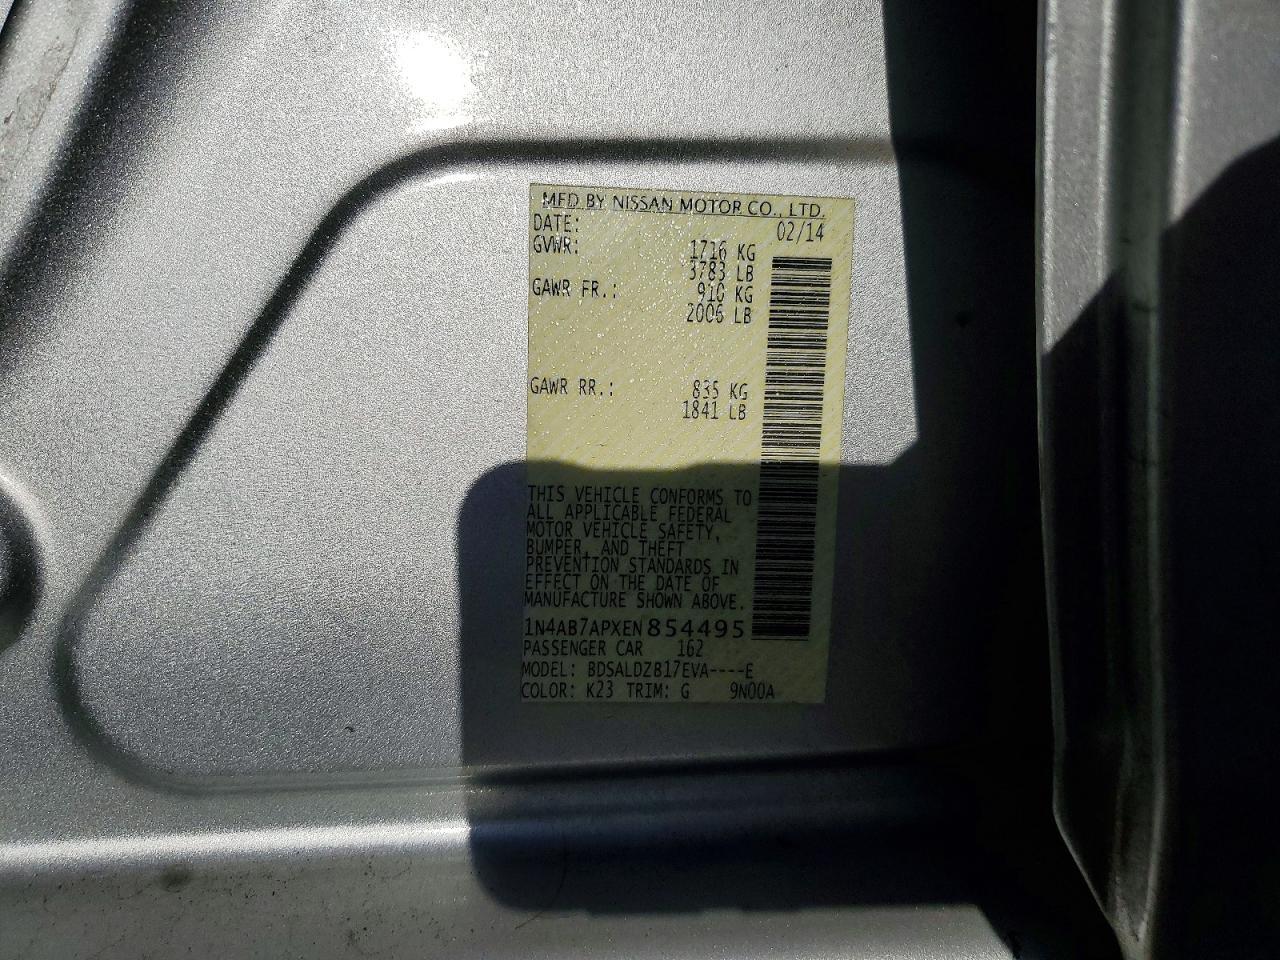 MFD BY NISSAN MOTOR CO., LTD.
DATE: 02/14
GVWR: 1716 KG
3783 LB
GAWR FR.: 910 KG
2006 LB
GAWR RR.: 835 KG
1841 LB
THIS VEHICLE CONFORMS TO
ALL APPLICABLE FEDERAL
MOTOR VEHICLE SAFETY,
BUMPER, AND THEFT
PREVENTION STANDARDS IN
EFFECT ON THE DATE OF
MANUFACTURE SHOWN ABOVE.
1N4AB7APXEN854495
PASSENGER CAR 162
MODEL: BDSALDZB17EVA----E
COLOR: K23 TRIM: G 9N00A